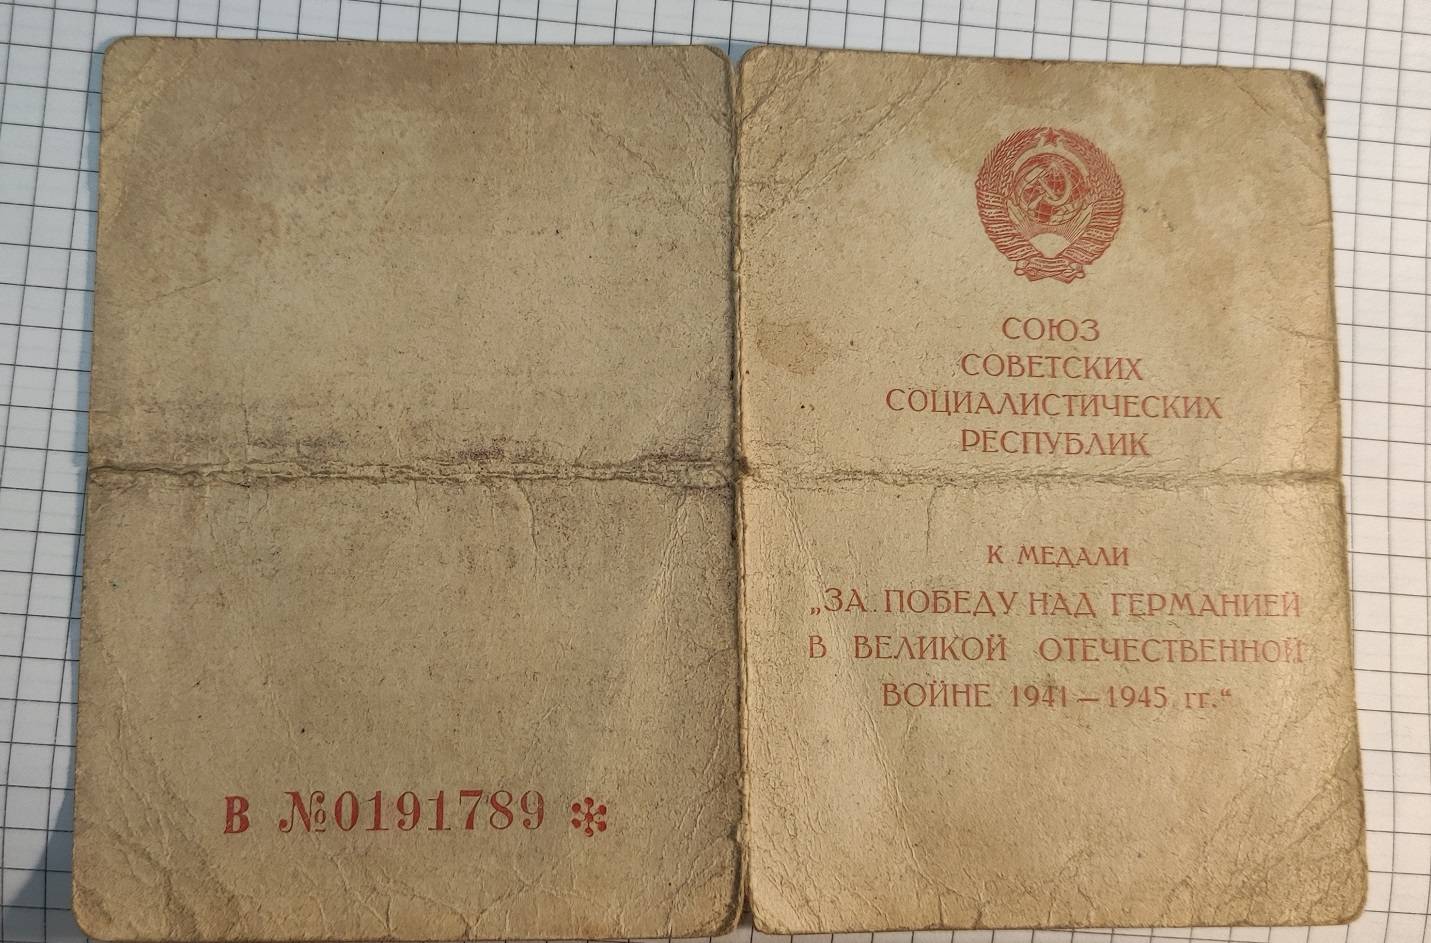 В №0191789 *
СОЮЗ
СОВЕТСКИХ
СОЦИАЛИСТИЧЕСКИХ
РЕСПУБЛИК
К МЕДАЛИ
„ЗА ПОБЕДУ НАД ГЕРМАНИЕЙ
В ВЕЛИКОЙ ОТЕЧЕСТВЕННОЙ
ВОЙНЕ 1941 — 1945 гг.“